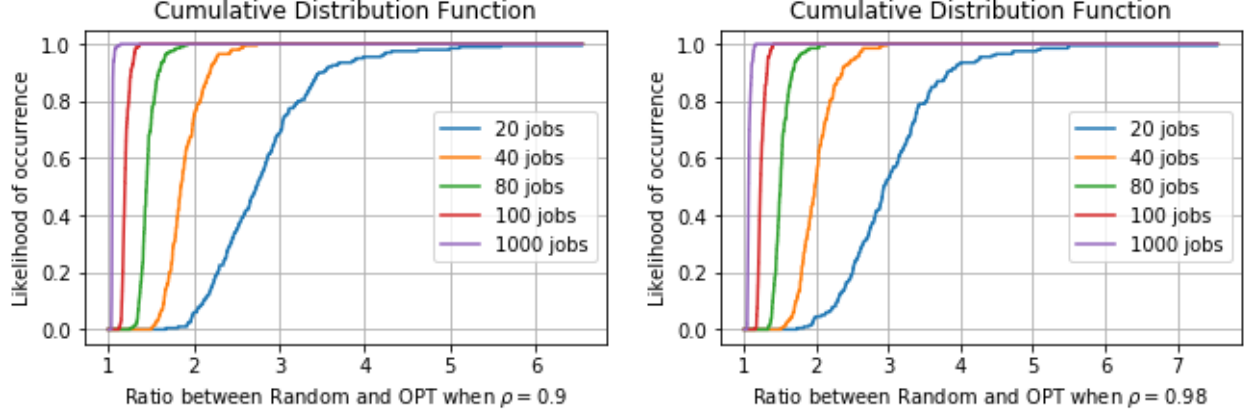 Cumulative Distribution Function
Likelihood of occurrence
1.0
0.8
0.6
0.4
0.2
0.0
20 jobs
40 jobs
80 jobs
100 jobs
1000 jobs
1 2 3 4 5 6
Ratio between Random and OPT when ρ = 0.9
Cumulative Distribution Function
Likelihood of occurrence
1.0
0.8
0.6
0.4
0.2
0.0
20 jobs
40 jobs
80 jobs
100 jobs
1000 jobs
1 2 3 4 5 6 7
Ratio between Random and OPT when ρ = 0.98